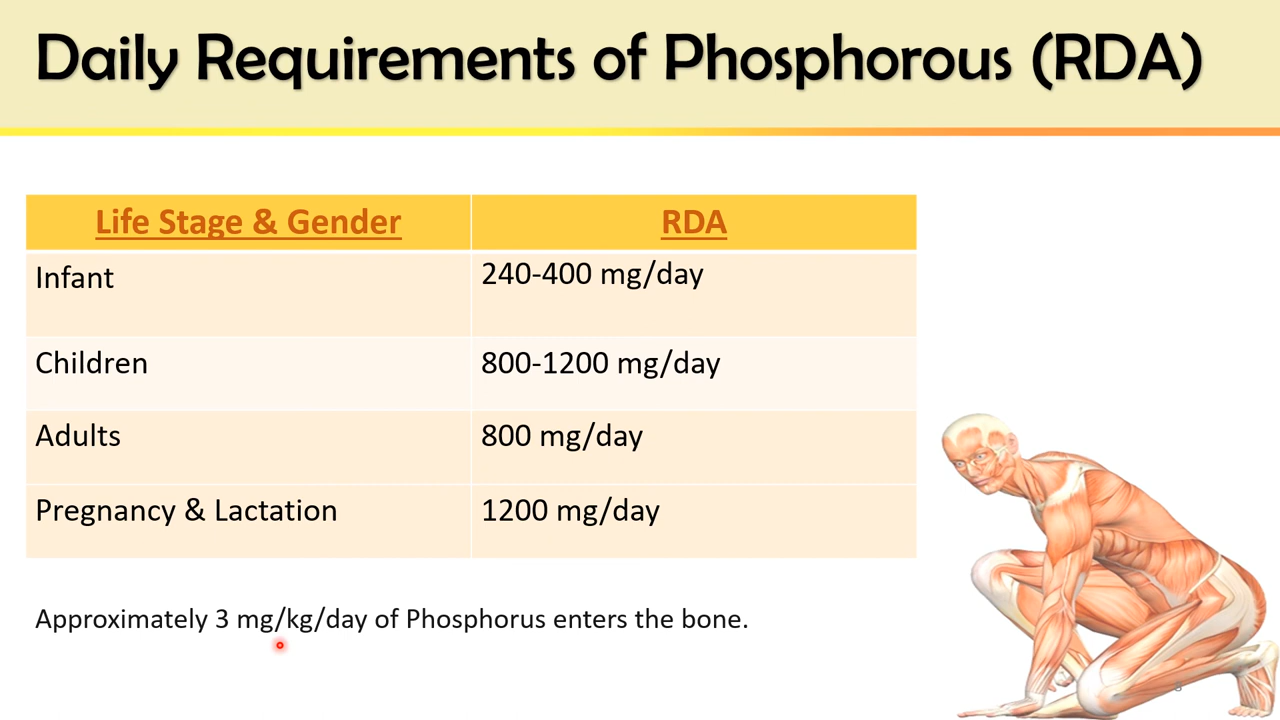 Daily Requirements of Phosphorous (RDA)
Life Stage & Gender
RDA
Infant
240-400 mg/day
Children
800-1200 mg/day
Adults
800 mg/day
Pregnancy & Lactation
1200 mg/day
Approximately 3 mg/kg/day of Phosphorus enters the bone.